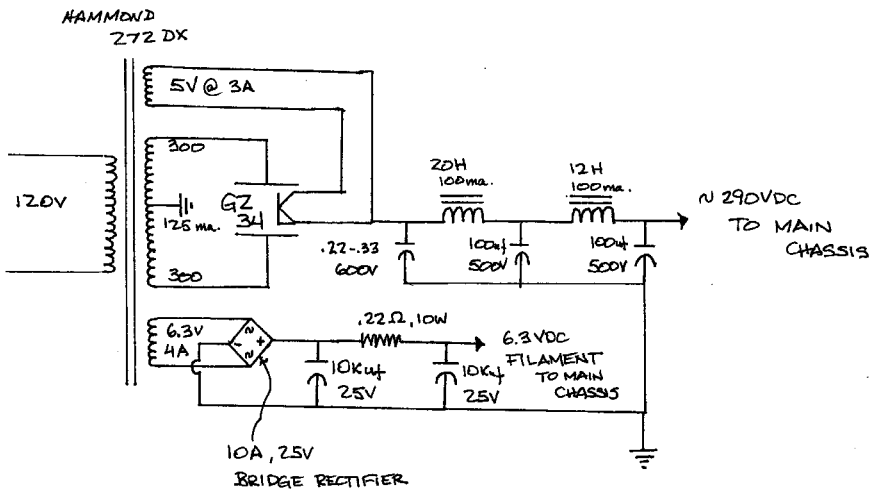 HAMMOND
272 DX
5V @ 3A
300
120V
GZ
34
125 ma.
300
20H
100ma.
12H
100ma.
~ 290VDC
TO MAIN
CHASSIS
.22-.33
600V
100uf
500V
100uf
500V
6.3V
4A
~
- +
~
.22Ω, 10W
6.3VDC
FILAMENT
TO MAIN
CHASSIS
10Kuf
25V
10Kuf
25V
10A, 25V
BRIDGE RECTIFIER